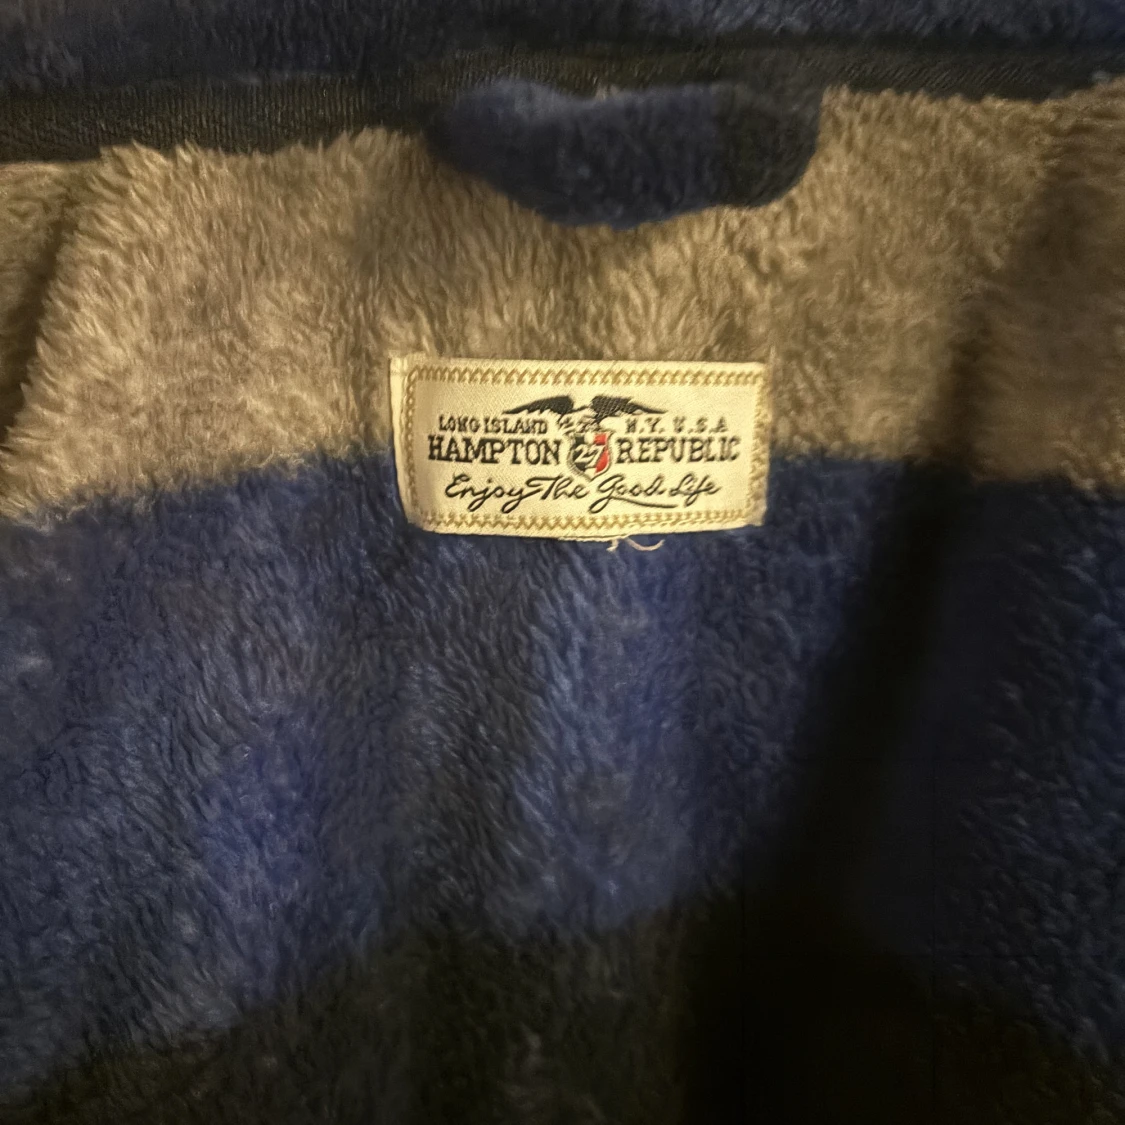 LONG ISLAND N.Y. U.S.A
HAMPTON 27 REPUBLIC
Enjoy The Good Life